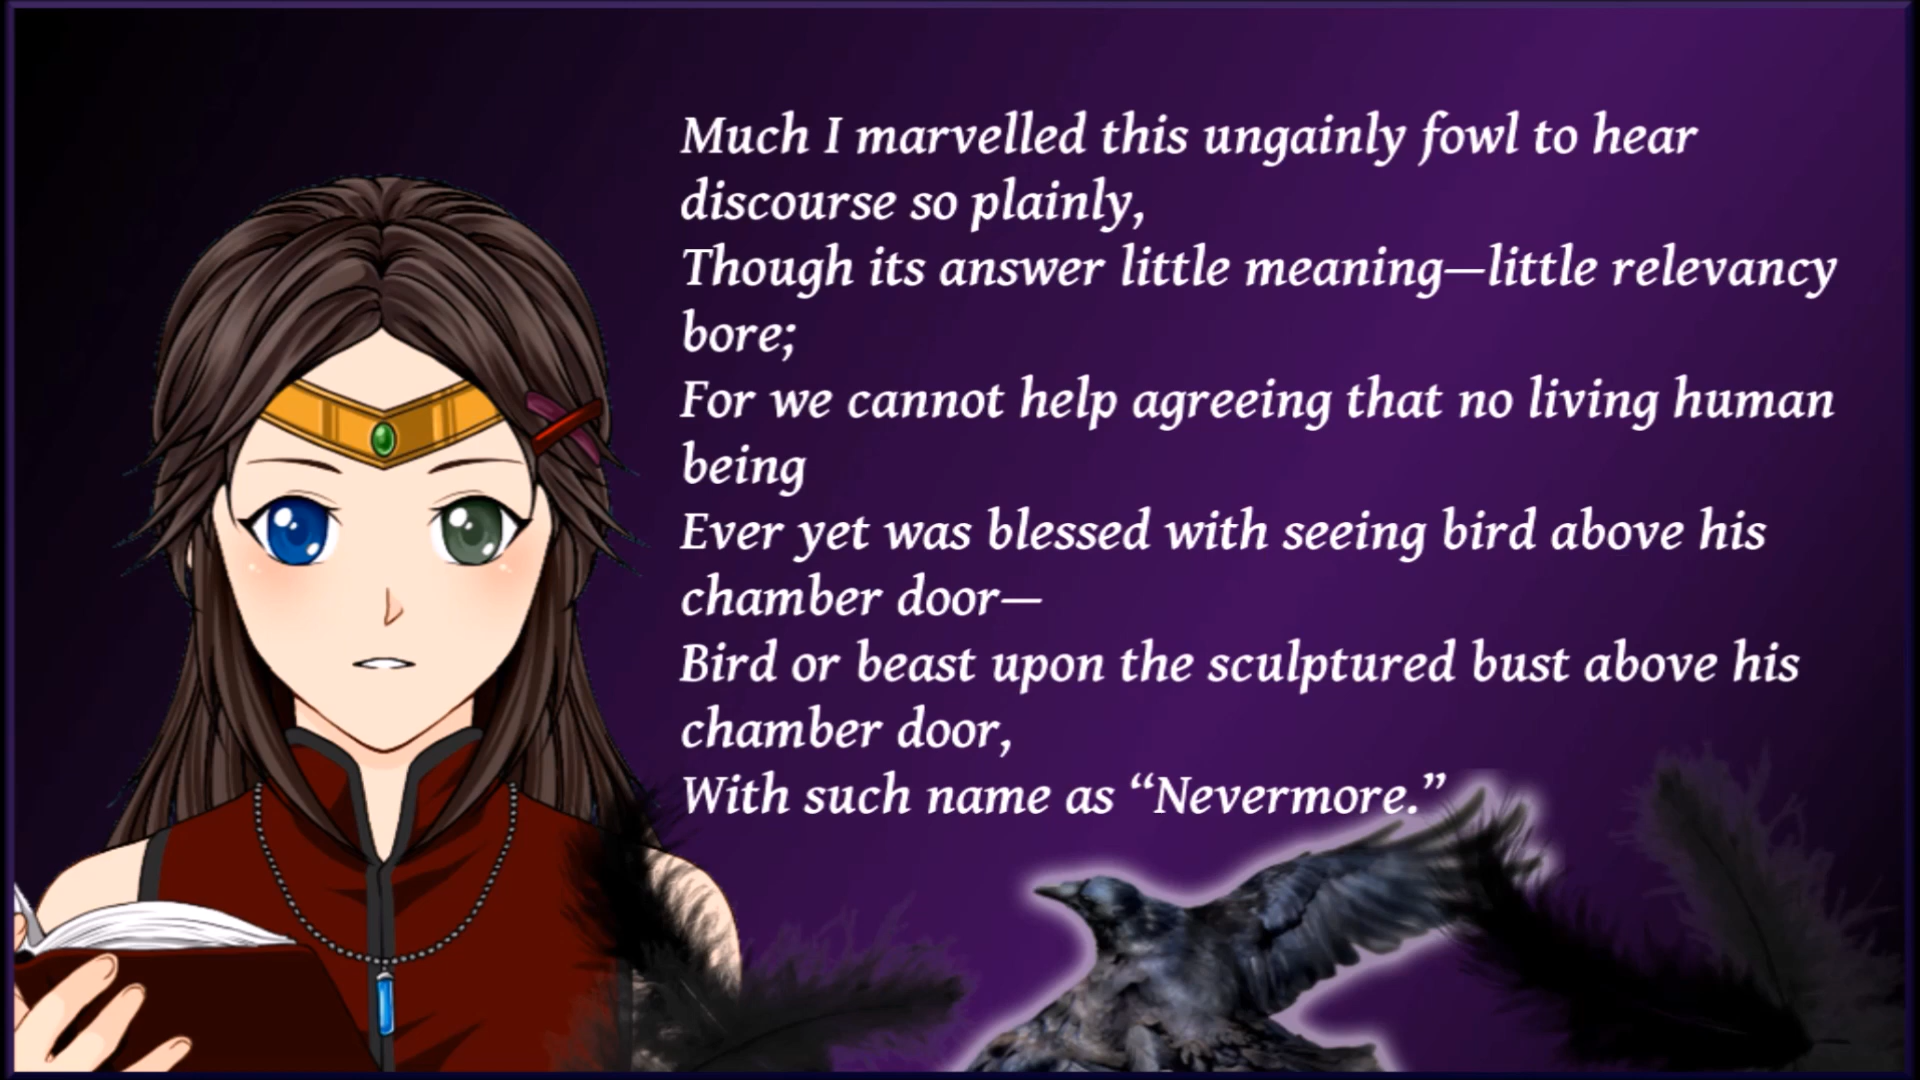 Much I marvelled this ungainly fowl to hear
discourse so plainly,
Though its answer little meaning—little relevancy
bore;
For we cannot help agreeing that no living human
being
Ever yet was blessed with seeing bird above his
chamber door—
Bird or beast upon the sculptured bust above his
chamber door,
With such name as “Nevermore.”